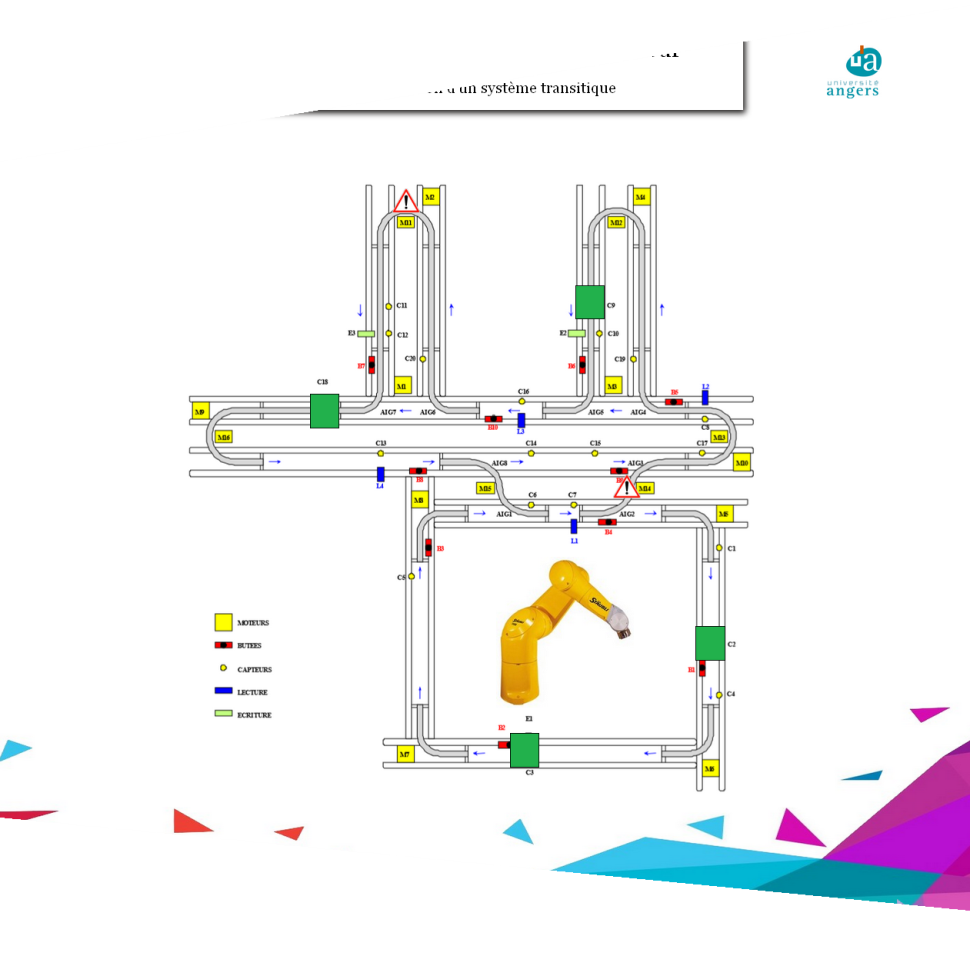 d'un système transitique
université
angers
M2
M4
M11
M12
C11
C9
E3
C12
E2
C10
B7
C20
B6
C19
C18
M1
C16
M3
B5
L2
M9
AIG7
AIG6
AIG5
AIG4
B10
L3
C8
M16
C13
C14
C15
C17
M13
AIG8
AIG3
M10
L4
M15
M14
C6
C7
AIG1
AIG2
M5
L1
B4
B3
C1
C5
MOTEURS
C2
BUTEES
B1
CAPTEURS
LECTURE
C4
ECRITURE
E1
B2
M7
C3
M6
Stäubli